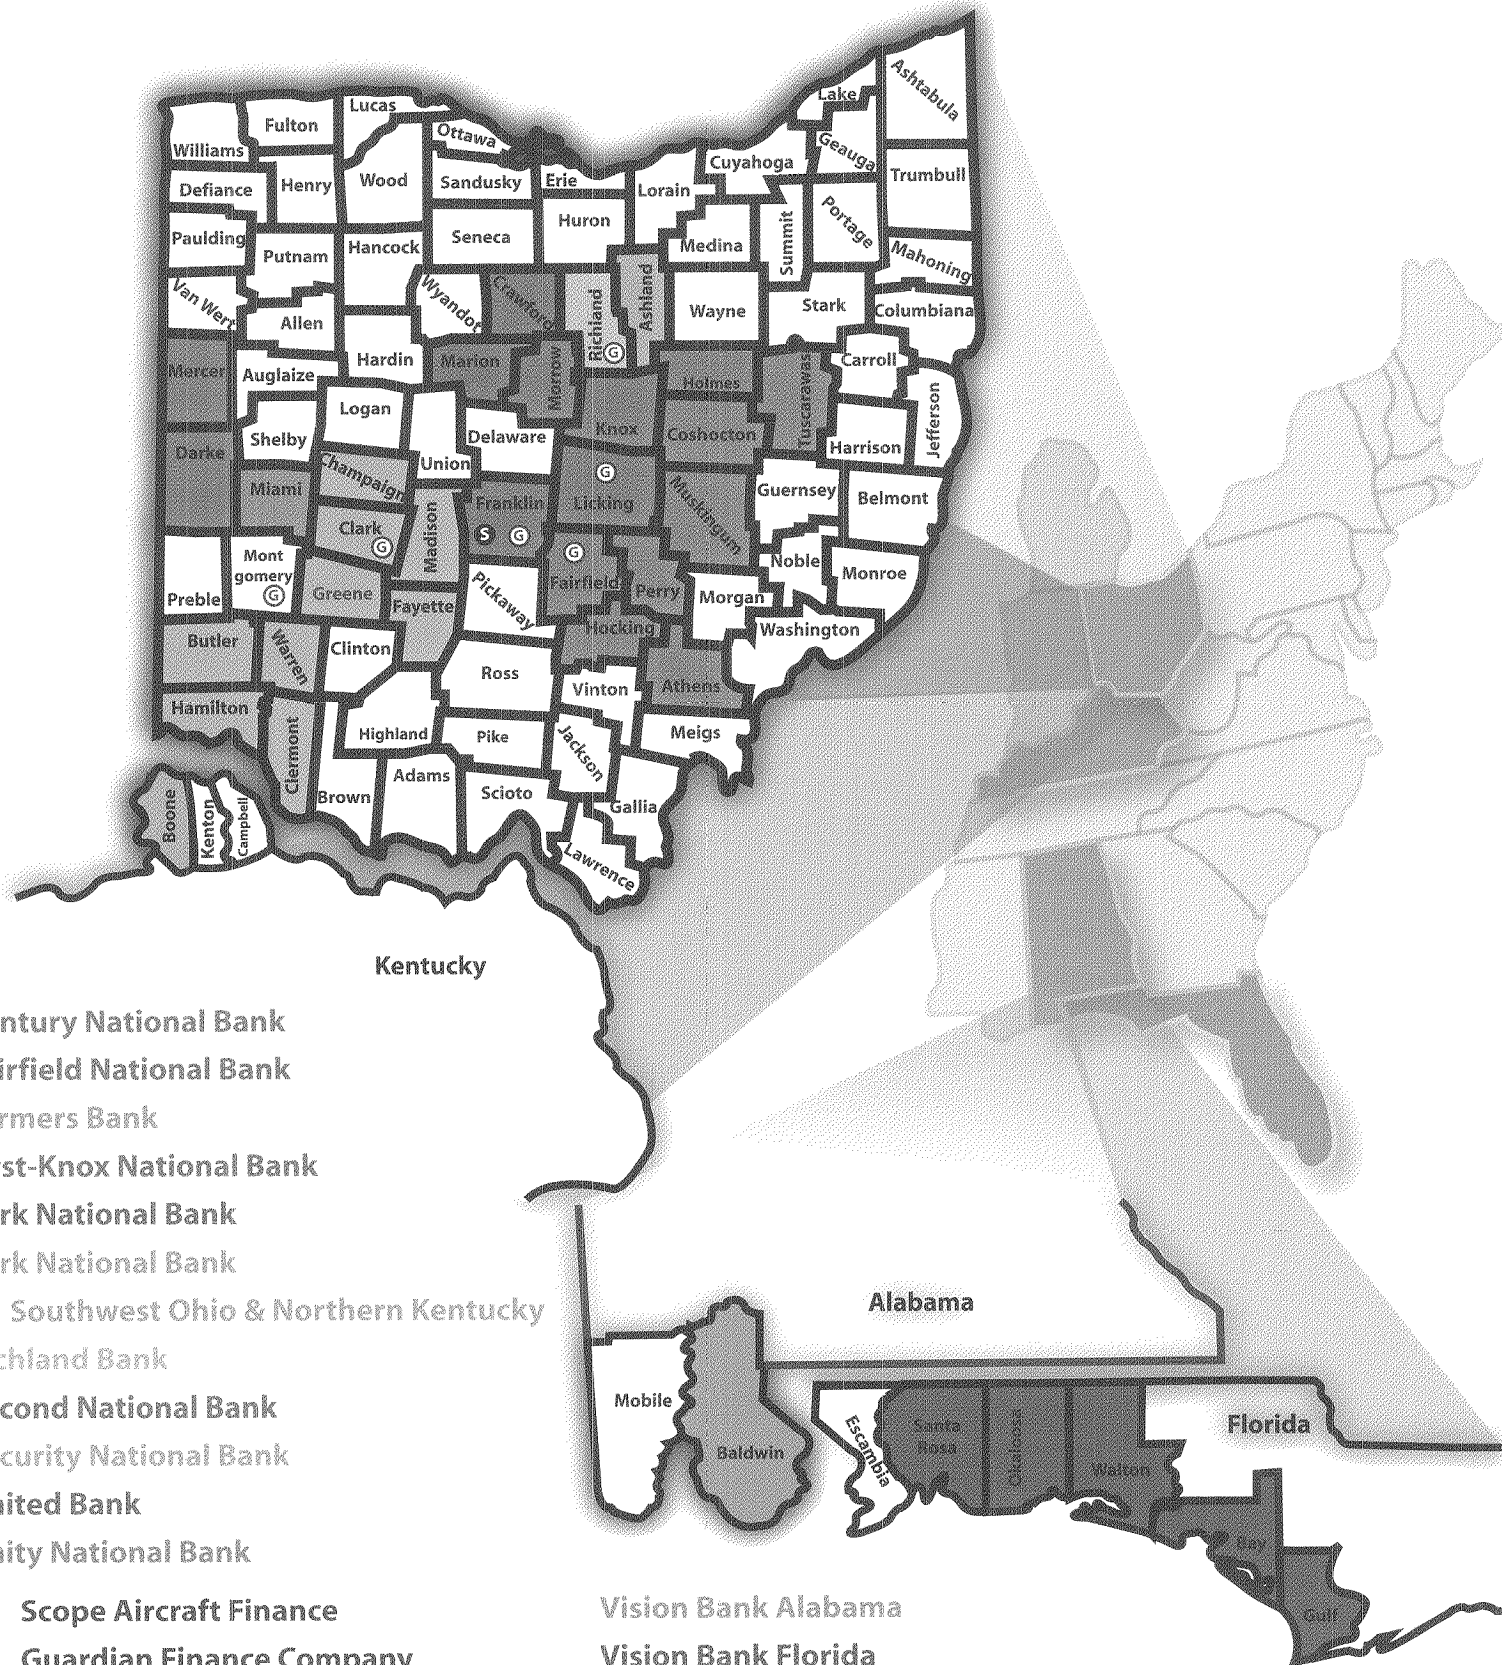 Ashtabula
Lake
Lucas
Fulton
Ottawa
Geauga
Williams
Cuyahoga
Trumbull
Defiance
Henry
Wood
Sandusky
Erie
Lorain
Huron
Portage
Summit
Paulding
Putnam
Hancock
Seneca
Medina
Mahoning
Van Wert
Allen
Wyandot
Crawford
Richland
G
Ashland
Wayne
Stark
Columbiana
Mercer
Auglaize
Hardin
Marion
Morrow
Holmes
Tuscarawas
Carroll
Jefferson
Logan
Shelby
Union
Delaware
Knox
Coshocton
Harrison
Darke
Champaign
Miami
Franklin
S
G
G
Licking
Muskingum
Guernsey
Belmont
Clark
G
Madison
Mont
gomery
G
Preble
Greene
Fayette
Pickaway
G
Fairfield
Perry
Morgan
Noble
Monroe
Butler
Warren
Clinton
Hocking
Washington
Ross
Vinton
Athens
Hamilton
Clermont
Highland
Pike
Jackson
Meigs
Brown
Adams
Scioto
Gallia
Lawrence
Boone
Kenton
Campbell
Kentucky
ntury National Bank
irfield National Bank
rmers Bank
st-Knox National Bank
rk National Bank
rk National Bank
Southwest Ohio & Northern Kentucky
chland Bank
cond National Bank
curity National Bank
nited Bank
nity National Bank
Scope Aircraft Finance
Guardian Finance Company
Alabama
Mobile
Baldwin
Escambia
Santa
Rosa
Okaloosa
Walton
Florida
Bay
Gulf
Vision Bank Alabama
Vision Bank Florida